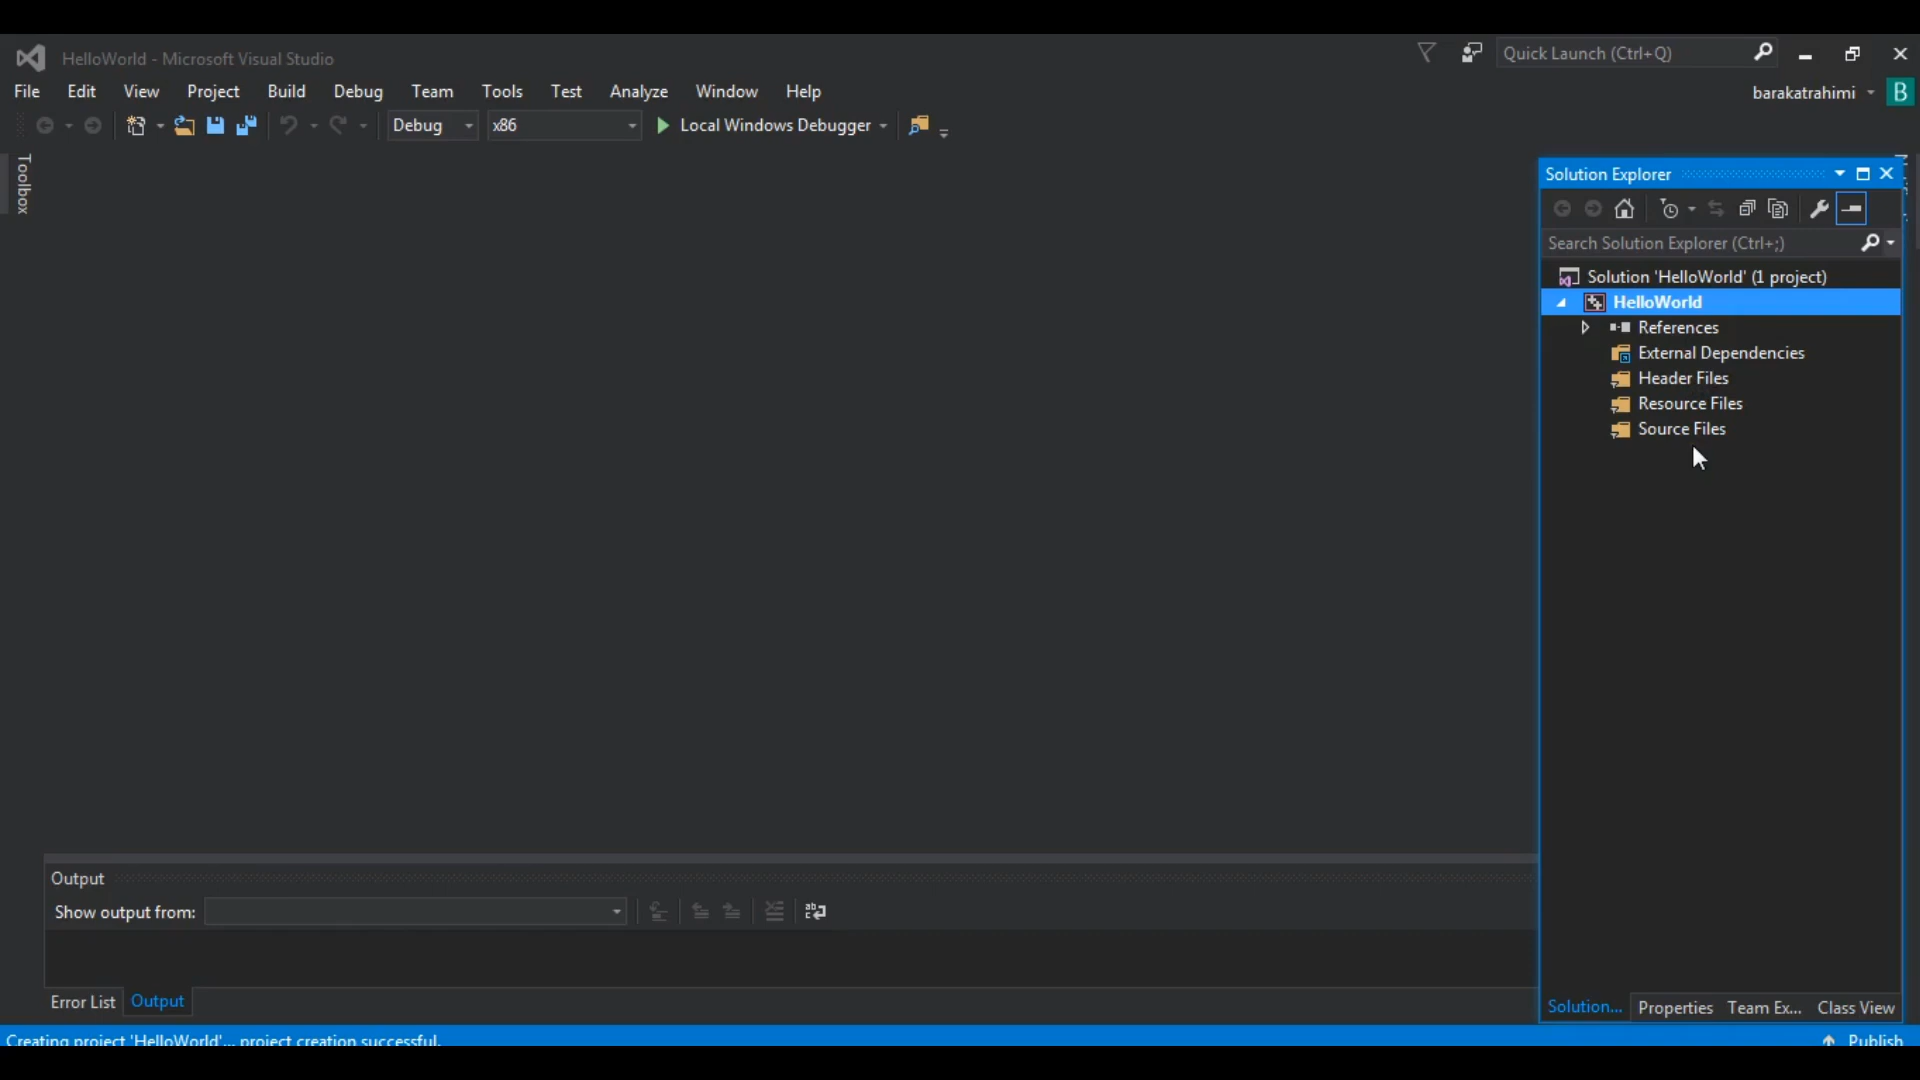 HelloWorld - Microsoft Visual Studio
Quick Launch (Ctrl+Q)
File Edit View Project Build Debug Team Tools Test Analyze Window Help
barakatrahimi B
Debug x86 Local Windows Debugger
Toolbox
Solution Explorer
Search Solution Explorer (Ctrl+;)
Solution 'HelloWorld' (1 project)
HelloWorld
References
External Dependencies
Header Files
Resource Files
Source Files
Output
Show output from:
Error List Output
Solution... Properties Team Ex... Class View
Creating project 'HelloWorld'... project creation successful.
Publish